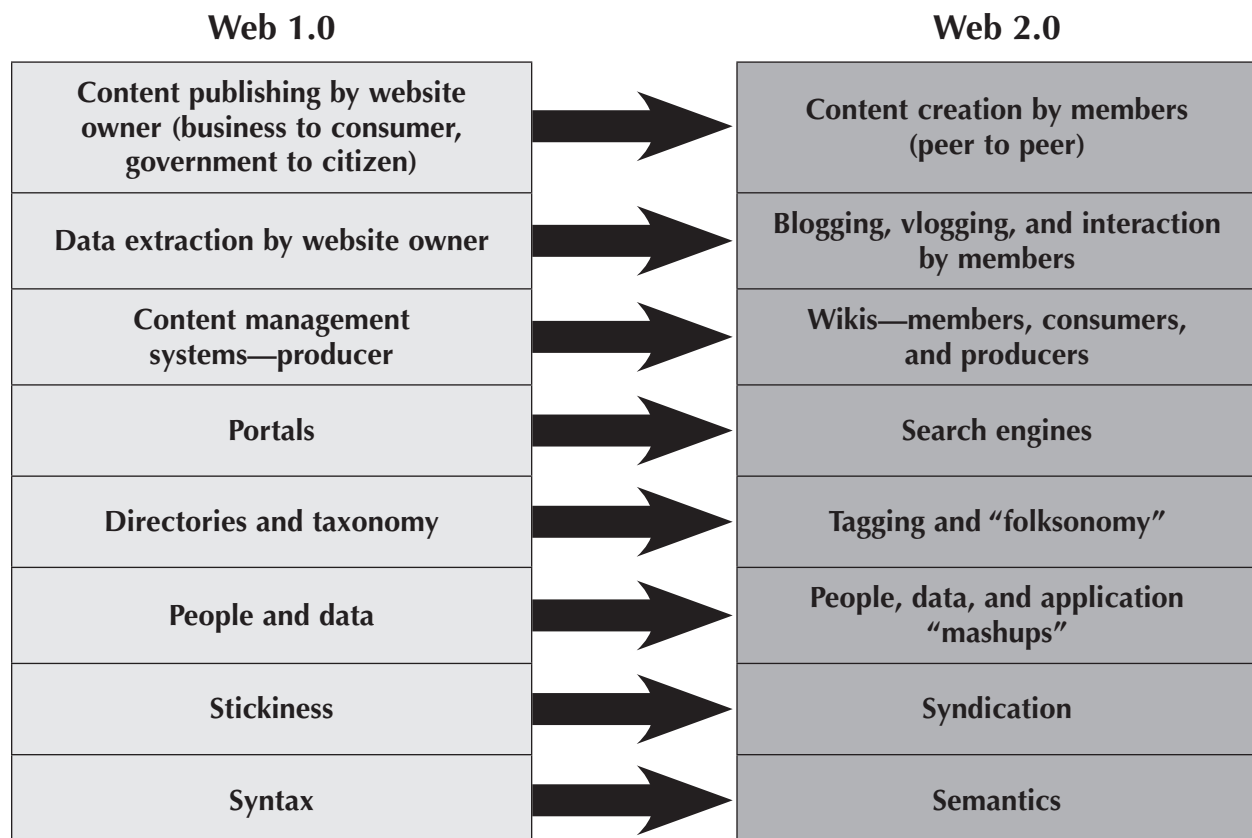 Web 1.0
Web 2.0
Content publishing by website
owner (business to consumer,
government to citizen)
Content creation by members
(peer to peer)
Data extraction by website owner
Blogging, vlogging, and interaction
by members
Content management
systems—producer
Wikis—members, consumers,
and producers
Portals
Search engines
Directories and taxonomy
Tagging and “folksonomy”
People and data
People, data, and application
“mashups”
Stickiness
Syndication
Syntax
Semantics